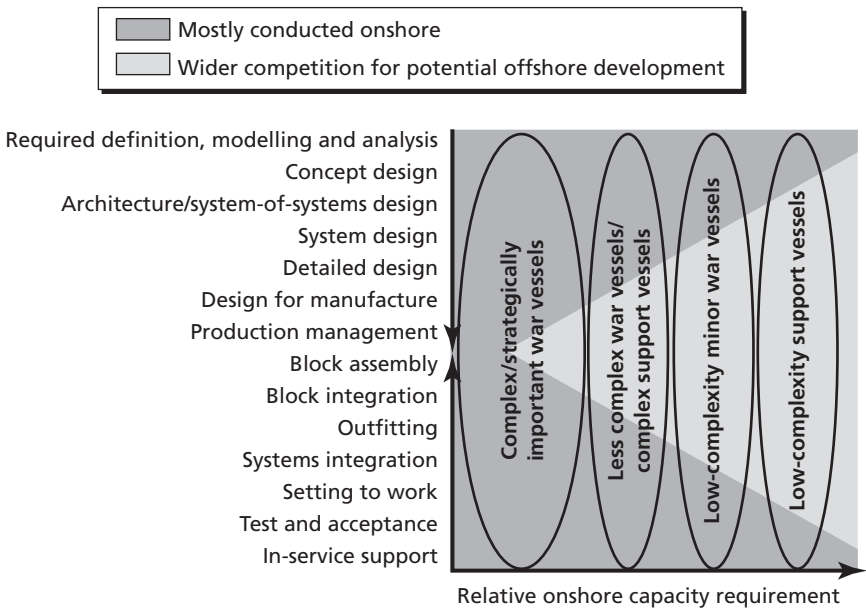 Mostly conducted onshore
Wider competition for potential offshore development
Required definition, modelling and analysis
Concept design
Architecture/system-of-systems design
System design
Detailed design
Design for manufacture
Production management
Block assembly
Block integration
Outfitting
Systems integration
Setting to work
Test and acceptance
In-service support
Complex/strategically
important war vessels
Less complex war vessels/
complex support vessels
Low-complexity minor war vessels
Low-complexity support vessels
Relative onshore capacity requirement